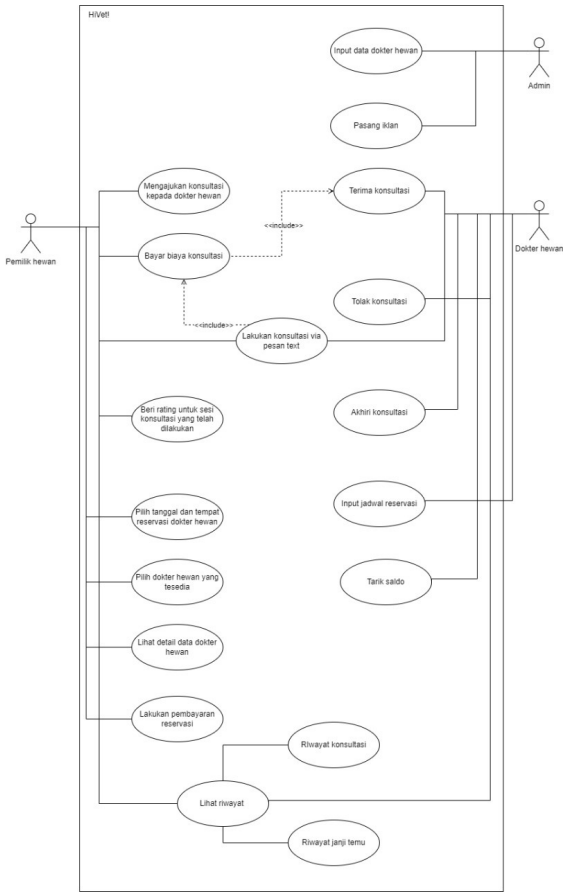 HiVet!
Input data dokter hewan
Admin
Pasang iklan
Mengajukan konsultasi
kepada dokter hewan
Terima konsultasi
<<include>>
Pemilik hewan
Bayar biaya konsultasi
Dokter hewan
Tolak konsultasi
<<include>>
Lakukan konsultasi via
pesan text
Beri rating untuk sesi
konsultasi yang telah
dilakukan
Akhiri konsultasi
Pilih tanggal dan tempat
reservasi dokter hewan
Input jadwal reservasi
Pilih dokter hewan yang
tesedia
Tarik saldo
Lihat detail data dokter
hewan
Lakukan pembayaran
reservasi
RIwayat konsultasi
Lihat riwayat
Riwayat janji temu